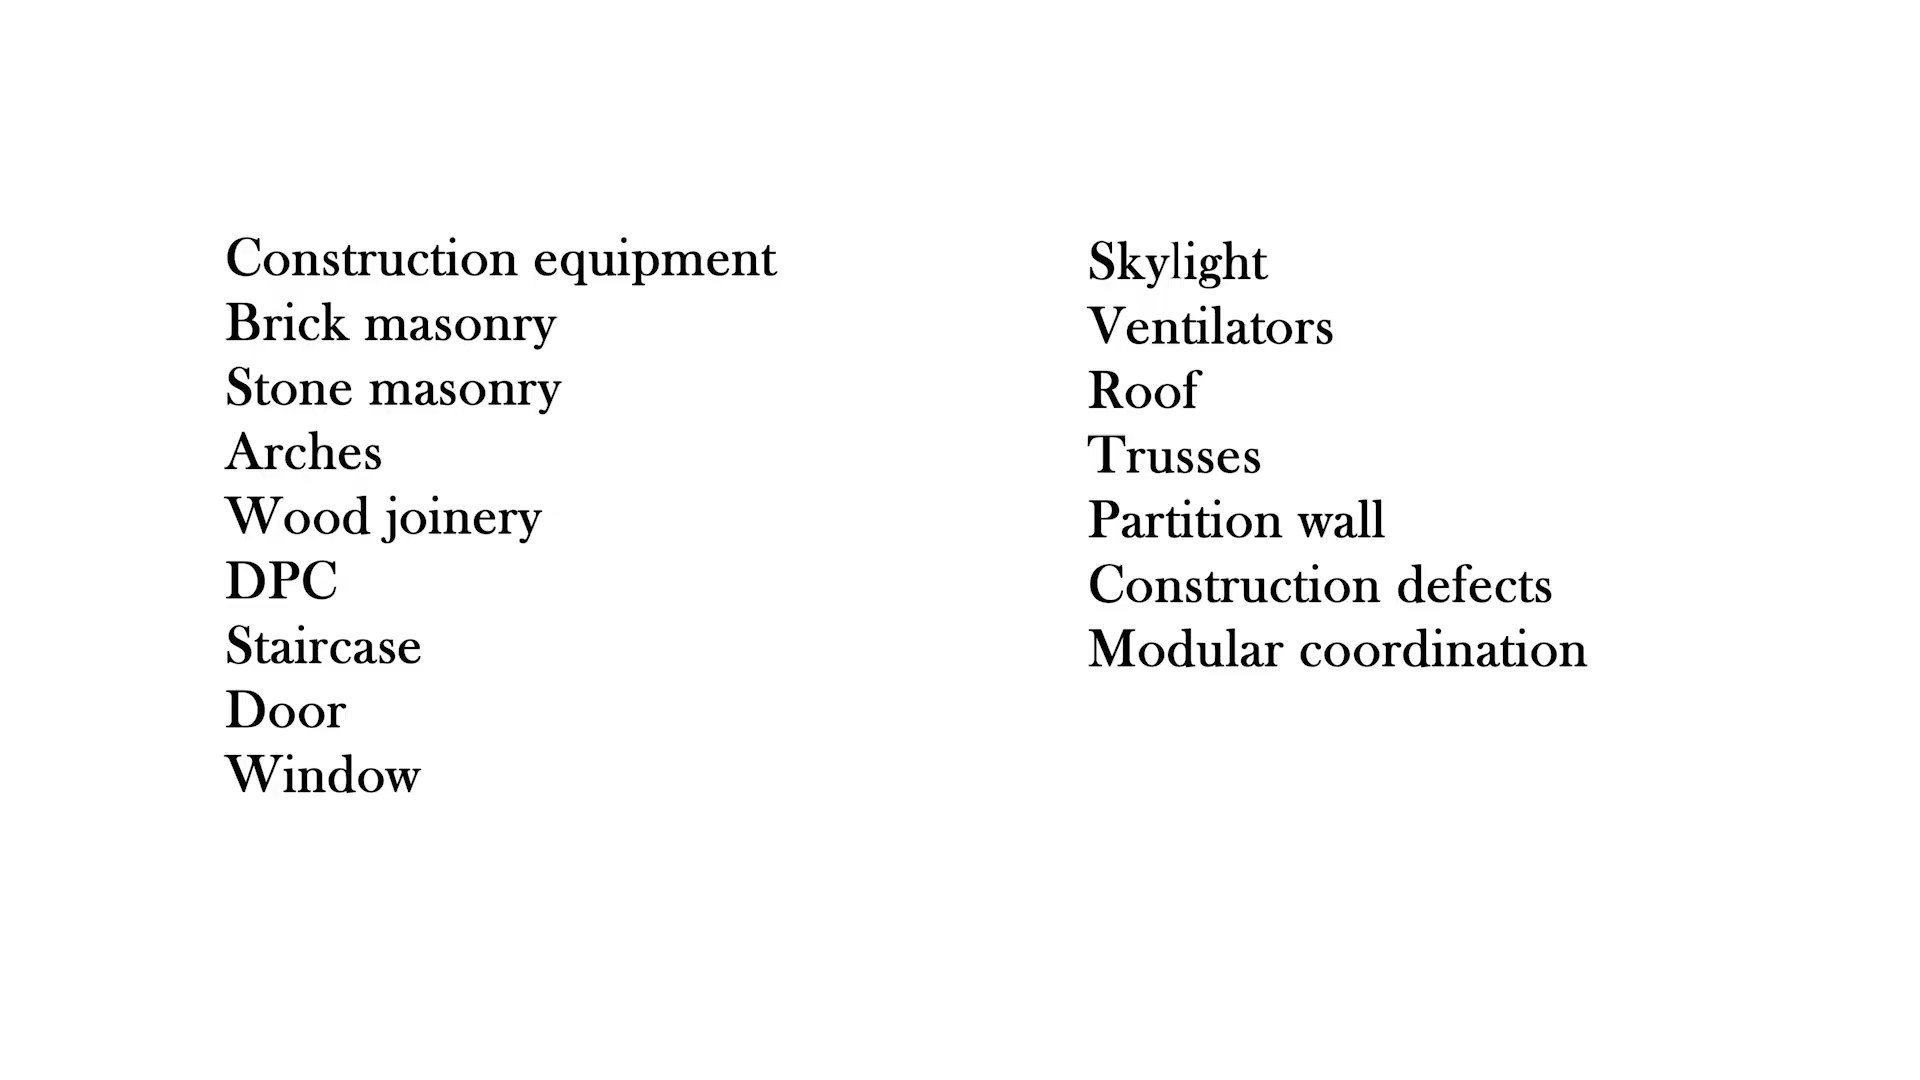 Construction equipment
Brick masonry
Stone masonry
Arches
Wood joinery
DPC
Staircase
Door
Window
Skylight
Ventilators
Roof
Trusses
Partition wall
Construction defects
Modular coordination